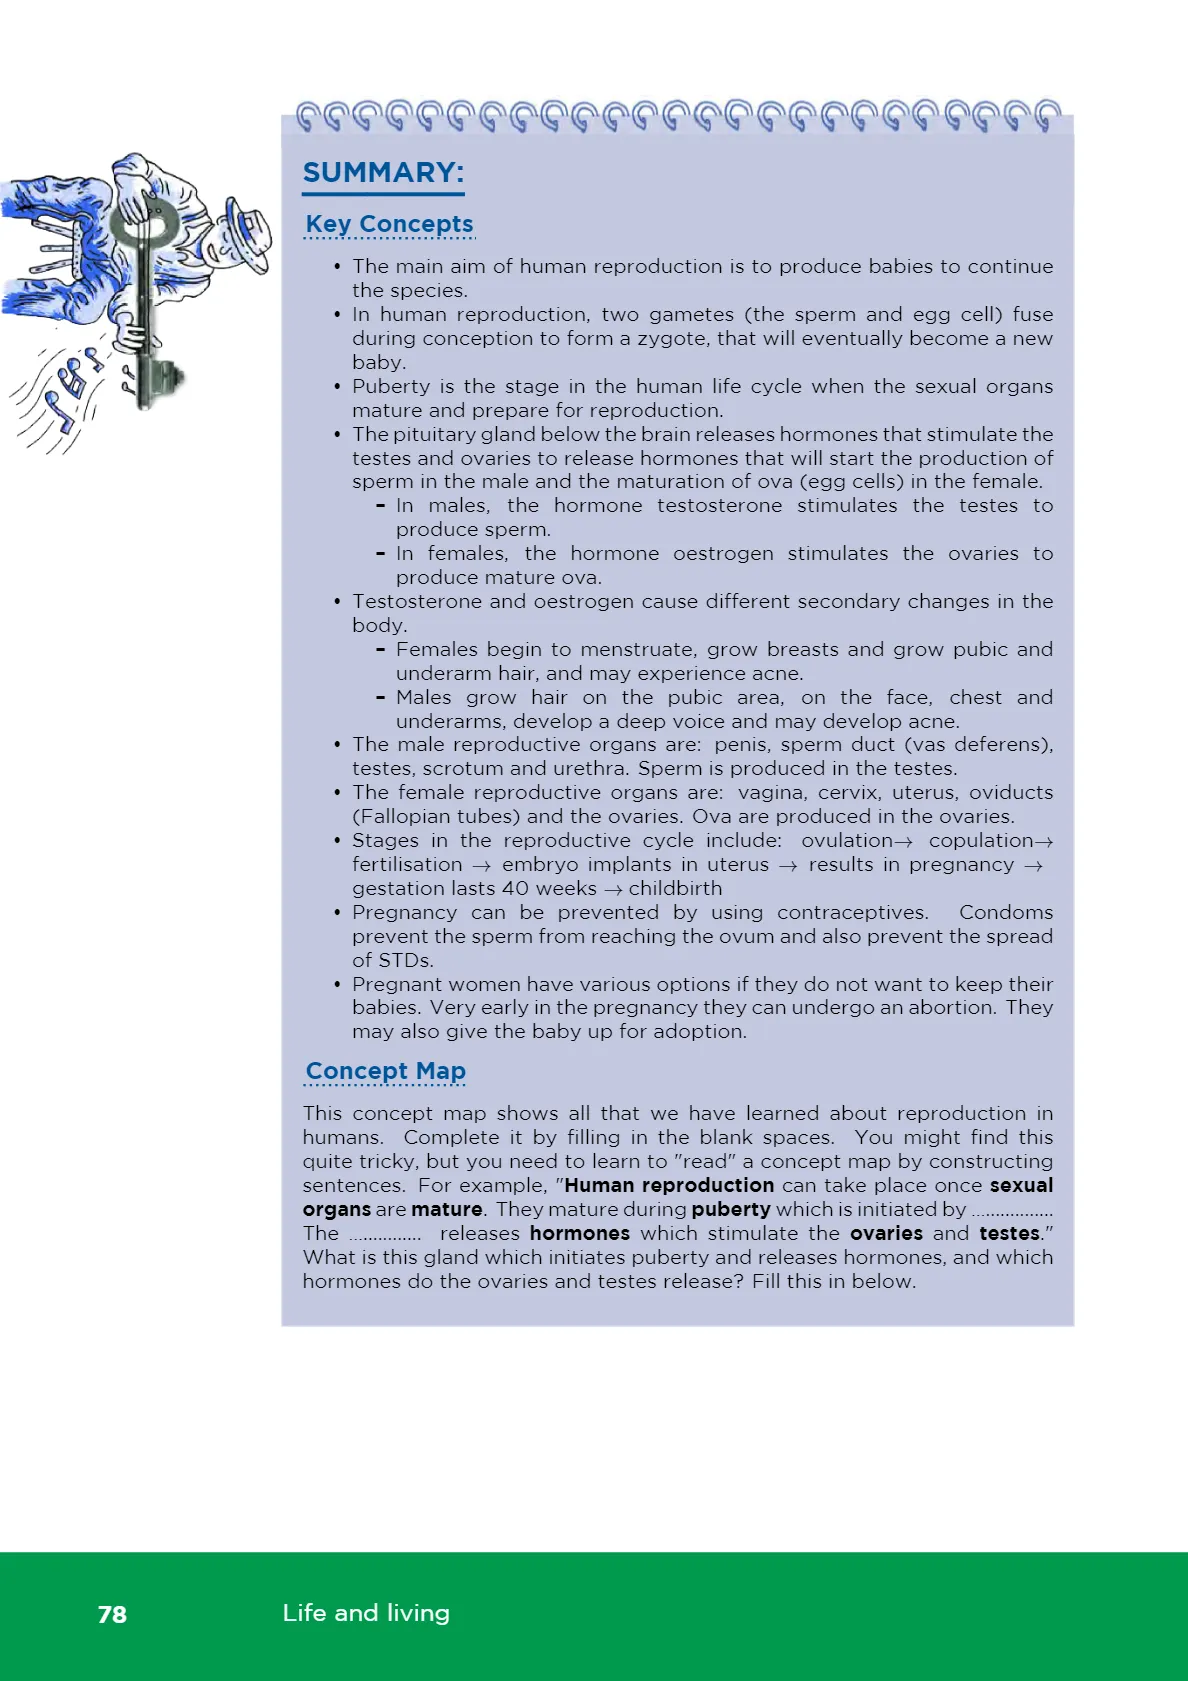 SUMMARY:
Key Concepts
• The main aim of human reproduction is to produce babies to continue
the species.
• In human reproduction, two gametes (the sperm and egg cell) fuse
during conception to form a zygote, that will eventually become a new
baby.
• Puberty is the stage in the human life cycle when the sexual organs
mature and prepare for reproduction.
• The pituitary gland below the brain releases hormones that stimulate the
testes and ovaries to release hormones that will start the production of
sperm in the male and the maturation of ova (egg cells) in the female.
– In males, the hormone testosterone stimulates the testes to
produce sperm.
– In females, the hormone oestrogen stimulates the ovaries to
produce mature ova.
• Testosterone and oestrogen cause different secondary changes in the
body.
– Females begin to menstruate, grow breasts and grow pubic and
underarm hair, and may experience acne.
– Males grow hair on the pubic area, on the face, chest and
underarms, develop a deep voice and may develop acne.
• The male reproductive organs are: penis, sperm duct (vas deferens),
testes, scrotum and urethra. Sperm is produced in the testes.
• The female reproductive organs are: vagina, cervix, uterus, oviducts
(Fallopian tubes) and the ovaries. Ova are produced in the ovaries.
• Stages in the reproductive cycle include: ovulation→ copulation→
fertilisation → embryo implants in uterus → results in pregnancy →
gestation lasts 40 weeks → childbirth
• Pregnancy can be prevented by using contraceptives. Condoms
prevent the sperm from reaching the ovum and also prevent the spread
of STDs.
• Pregnant women have various options if they do not want to keep their
babies. Very early in the pregnancy they can undergo an abortion. They
may also give the baby up for adoption.
Concept Map
This concept map shows all that we have learned about reproduction in
humans. Complete it by filling in the blank spaces. You might find this
quite tricky, but you need to learn to "read" a concept map by constructing
sentences. For example, "Human reproduction can take place once sexual
organs are mature. They mature during puberty which is initiated by .................
The ............... releases hormones which stimulate the ovaries and testes."
What is this gland which initiates puberty and releases hormones, and which
hormones do the ovaries and testes release? Fill this in below.
78
Life and living